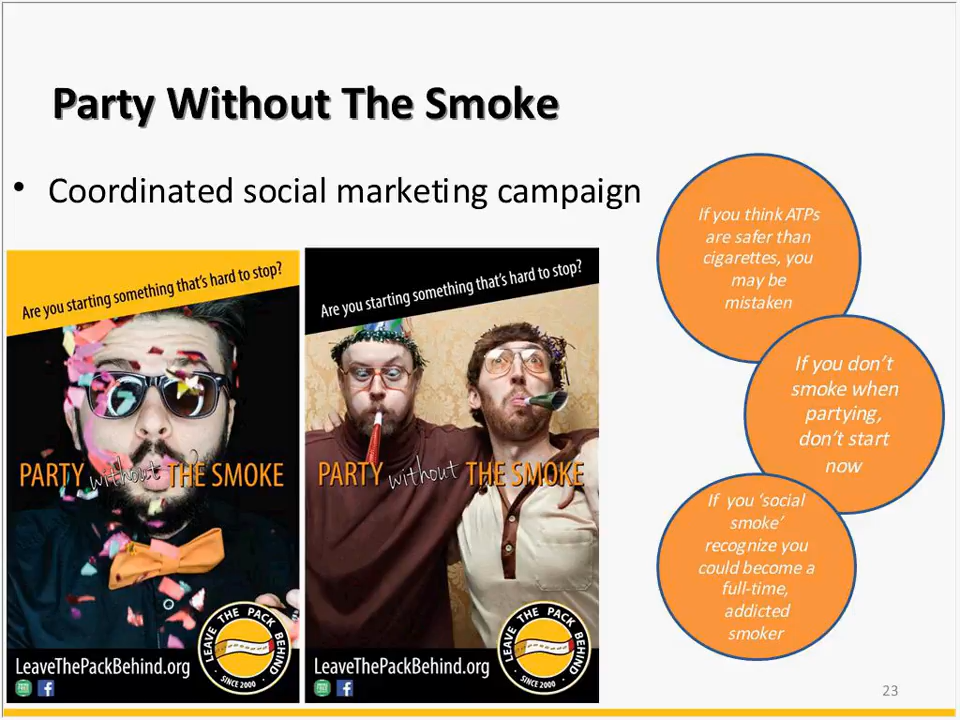 Party Without The Smoke
• Coordinated social marketing campaign
Are you starting something that's hard to stop?
PARTY without THE SMOKE
LEAVE THE PACK BEHIND
• SINCE 2000 •
LeaveThePackBehind.org
Are you starting something that's hard to stop?
PARTY without THE SMOKE
LEAVE THE PACK BEHIND
• SINCE 2000 •
LeaveThePackBehind.org
If you think ATPs
are safer than
cigarettes, you
may be
mistaken
If you don't
smoke when
partying,
don't start
now
If you 'social
smoke'
recognize you
could become a
full-time,
addicted
smoker
23